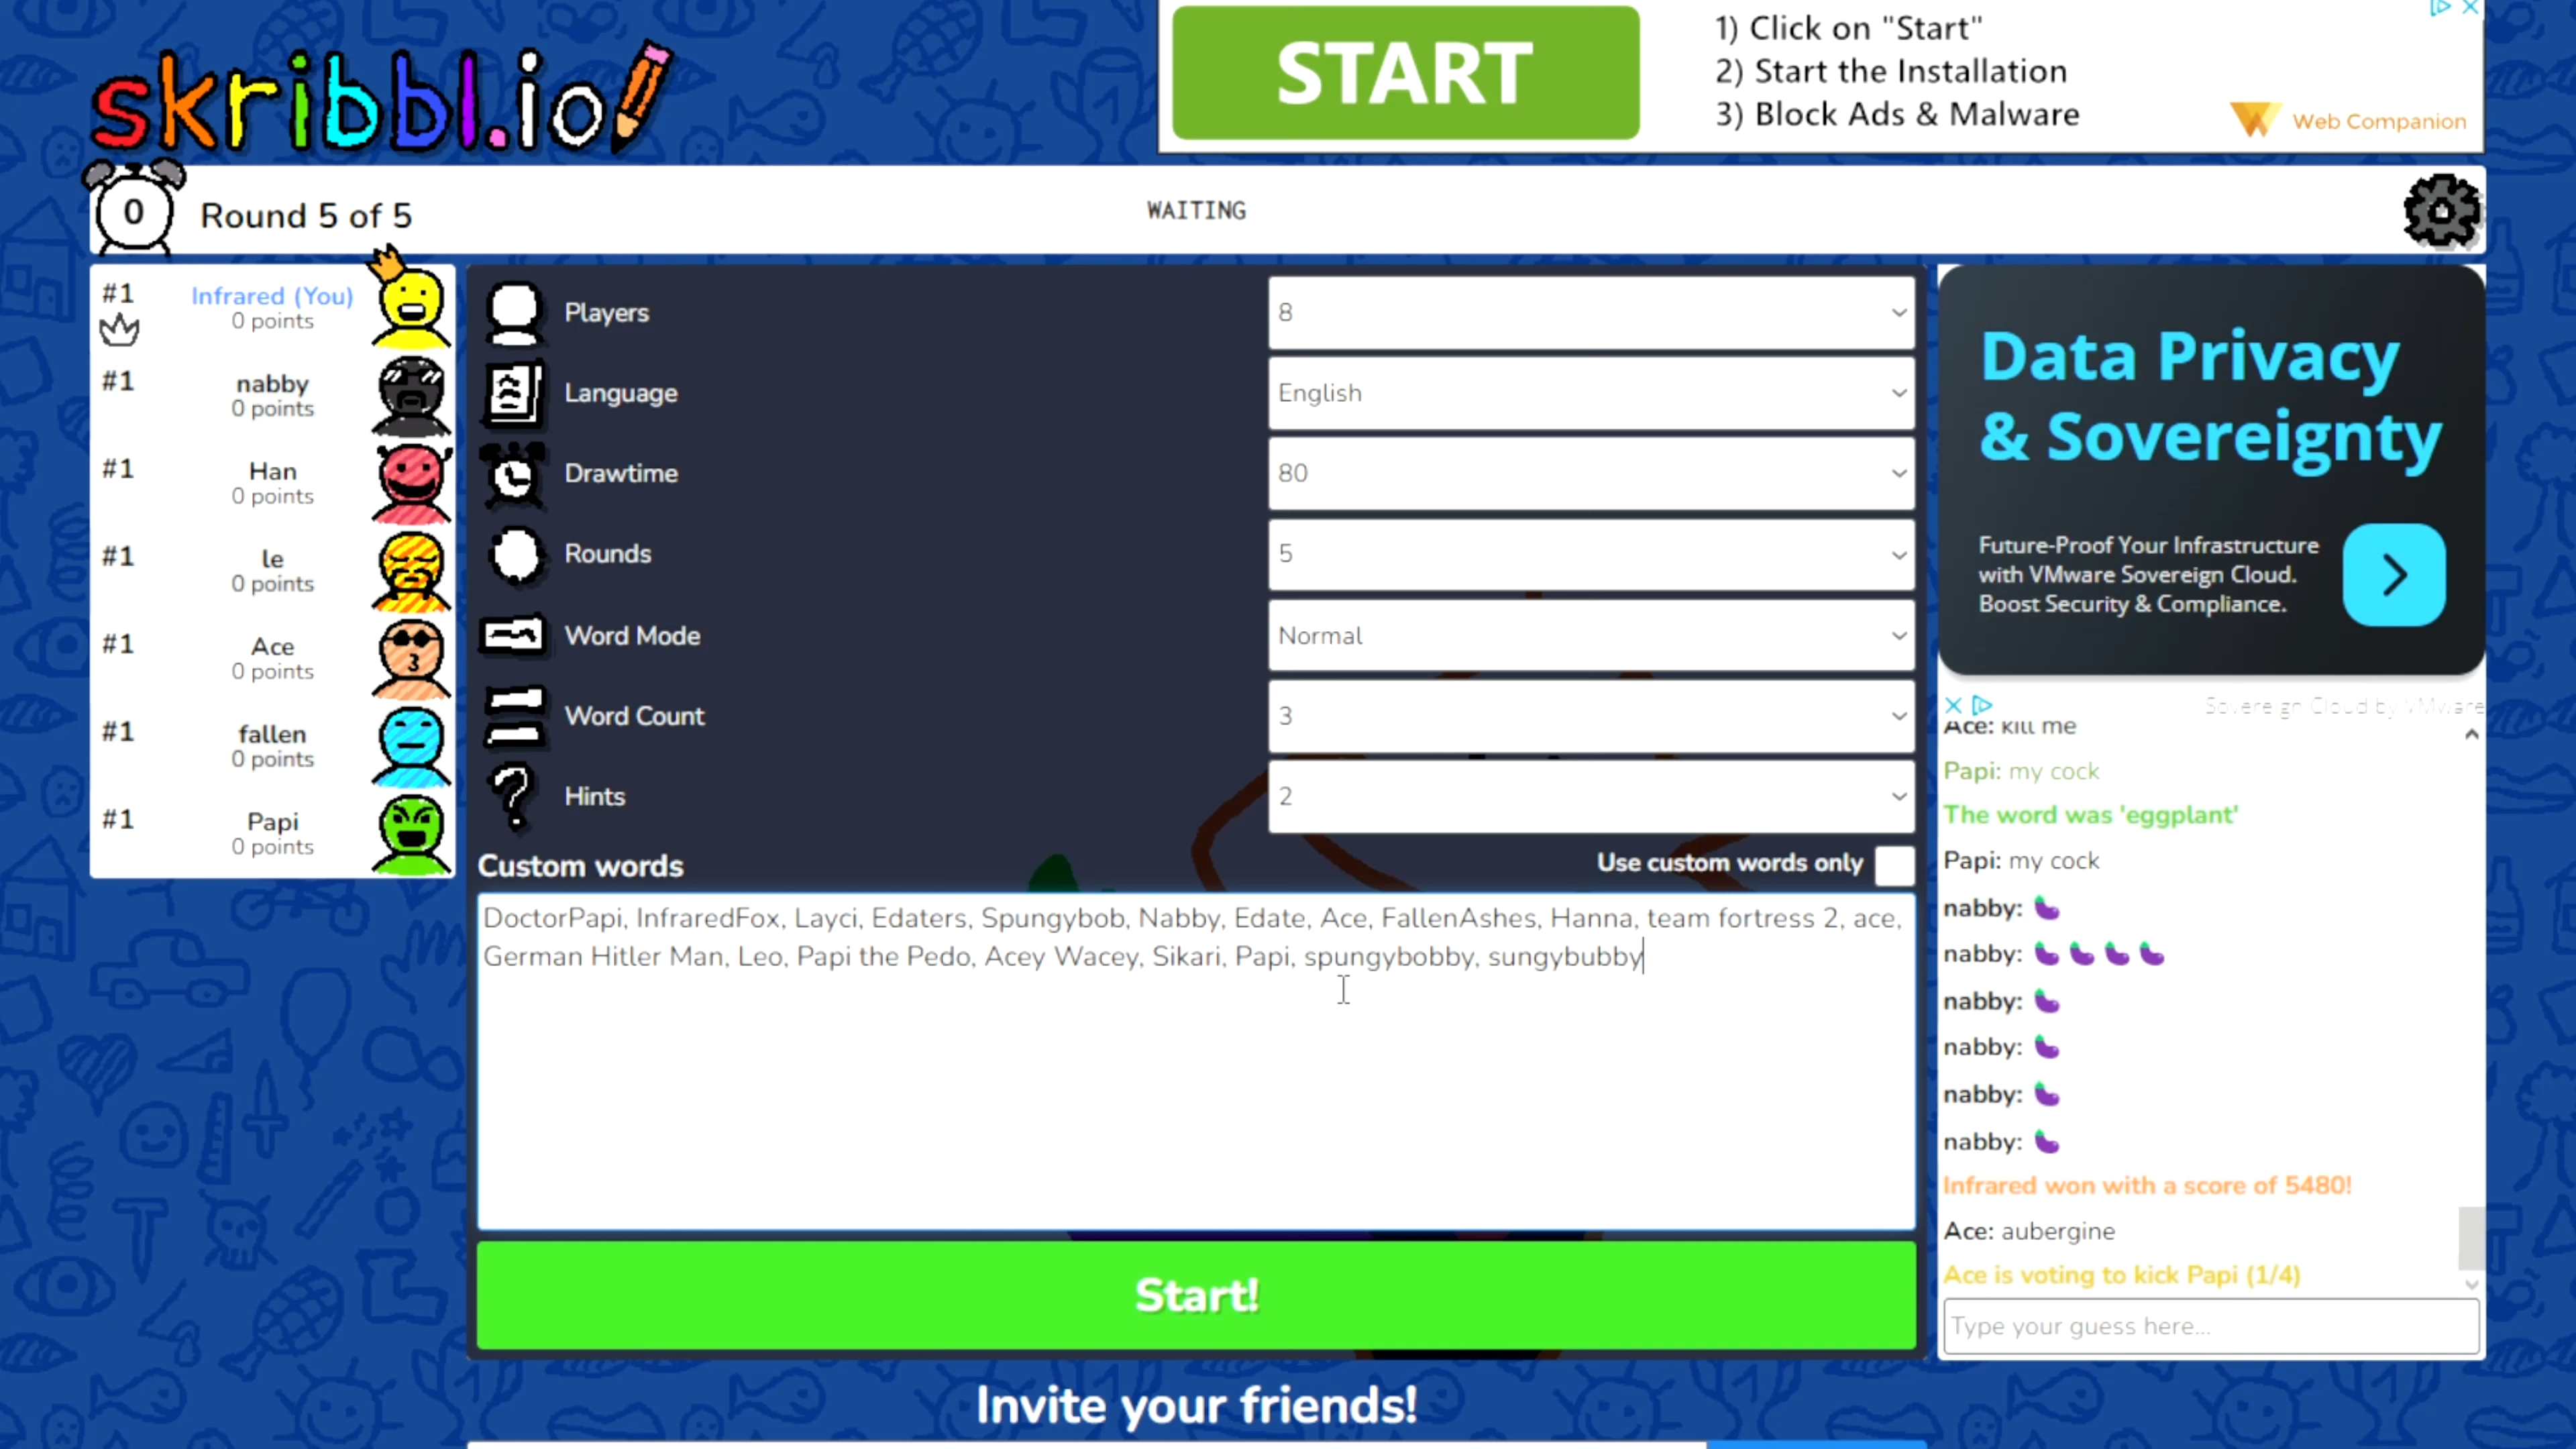 skribl.io
START
1) Click on "Start"
2) Start the Installation
3) Block Ads & Malware
Web Companion
0
Round 5 of 5
WAITING
#1
Infrared (You)
0 points
#1
nabby
0 points
#1
Han
0 points
#1
le
0 points
#1
Ace
0 points
#1
fallen
0 points
#1
Papi
0 points
Players
8
Language
English
Drawtime
80
Rounds
5
Word Mode
Normal
Word Count
3
Hints
2
Custom words
Use custom words only
DoctorPapi, InfraredFox, Layci, Edaters, Spungybob, Nabby, Edate, Ace, FallenAshes, Hanna, team fortress 2, ace,
German Hitler Man, Leo, Papi the Pedo, Acey Wacey, Sikari, Papi, spungybobby, sungybubby
Start!
Invite your friends!
Data Privacy
& Sovereignty
Future-Proof Your Infrastructure
with VMware Sovereign Cloud.
Boost Security & Compliance.
Sovereign Cloud by VMware
Ace: kill me
Papi: my cock
The word was 'eggplant'
Papi: my cock
nabby: 🍆
nabby: 🍆🍆🍆🍆
nabby: 🍆
nabby: 🍆
nabby: 🍆
nabby: 🍆
Infrared won with a score of 5480!
Ace: aubergine
Ace is voting to kick Papi (1/4)
Type your guess here...